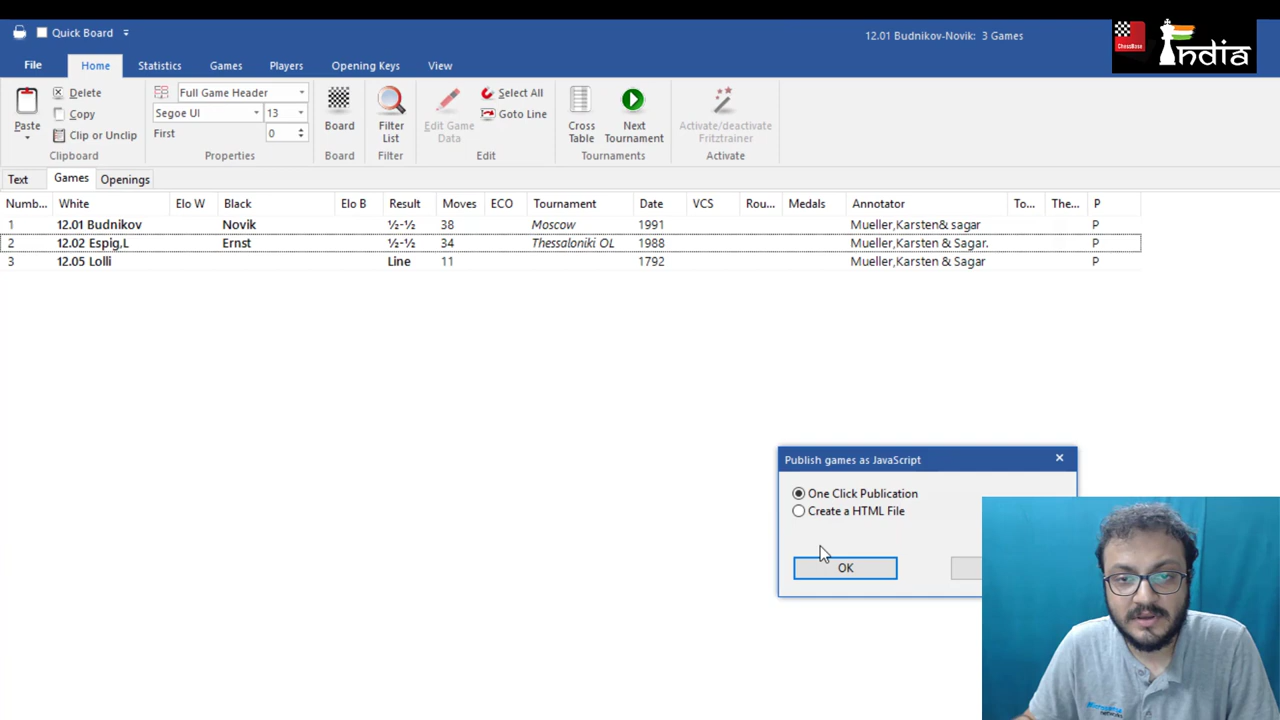 Quick Board
12.01 Budnikov-Novik: 3 Games
ChessBase
India
File Home Statistics Games Players Opening Keys View
Paste
Delete
Copy
Clip or Unclip
Clipboard
Full Game Header
Segoe UI 13
First 0
Properties
Board
Board
Filter List
Filter
Edit Game Data
Select All
Goto Line
Edit
Cross Table
Next Tournament
Tournaments
Activate/deactivate Fritztrainer
Activate
Text Games Openings
Numb... White Elo W Black Elo B Result Moves ECO Tournament Date VCS Rou... Medals Annotator To... The... P
1 12.01 Budnikov Novik ½-½ 38 Moscow 1991 Mueller,Karsten& sagar P
2 12.02 Espig,L Ernst ½-½ 34 Thessaloniki OL 1988 Mueller,Karsten & Sagar. P
3 12.05 Lolli Line 11 1792 Mueller,Karsten & Sagar P
Publish games as JavaScript
One Click Publication
Create a HTML File
OK